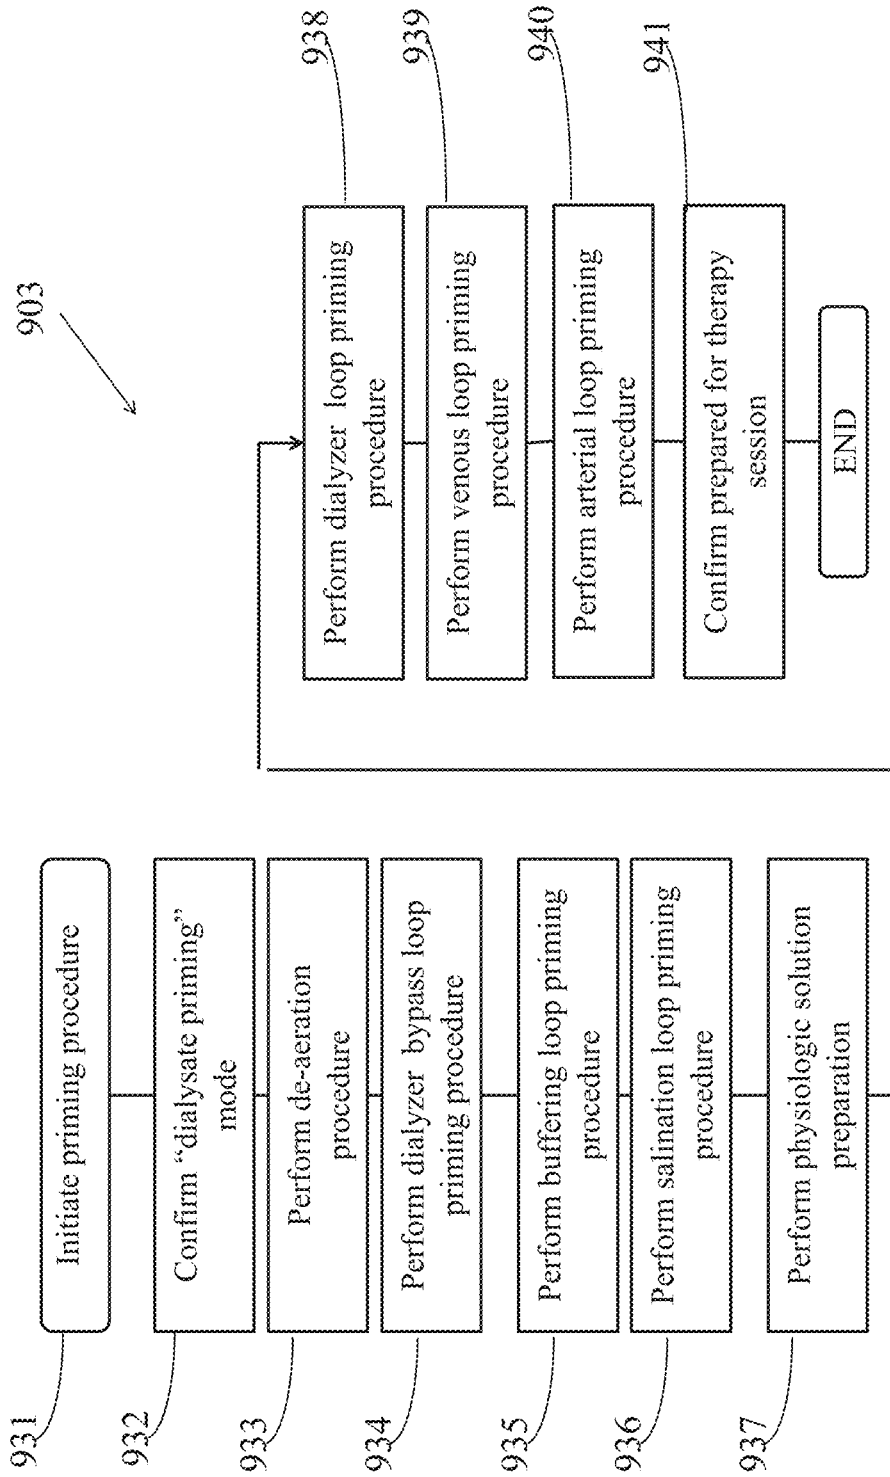 903
931
Initiate priming procedure
932
Confirm “dialysate priming”
mode
933
Perform de-aeration
procedure
934
Perform dialyzer bypass loop
priming procedure
935
Perform buffering loop priming
procedure
936
Perform salination loop priming
procedure
937
Perform physiologic solution
preparation
938
Perform dialyzer loop priming
procedure
939
Perform venous loop priming
procedure
940
Perform arterial loop priming
procedure
941
Confirm prepared for therapy
session
END